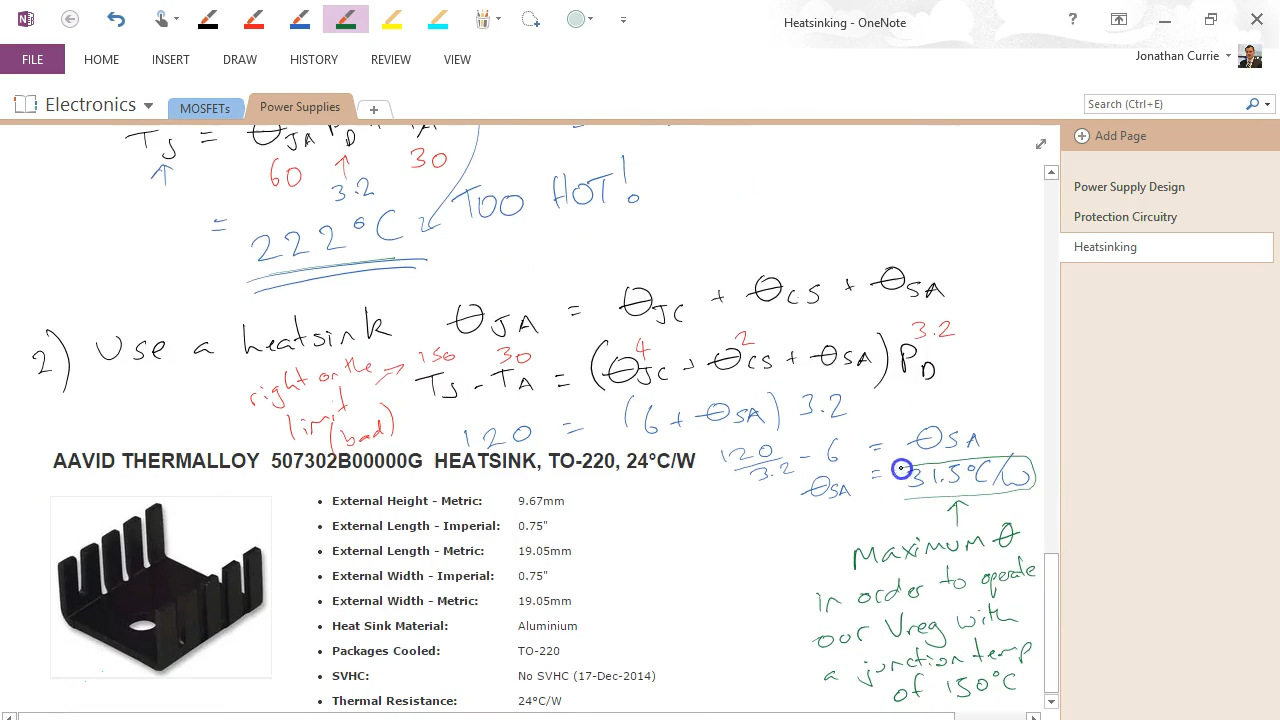 Heatsinking - OneNote
FILE HOME INSERT DRAW HISTORY REVIEW VIEW
Jonathan Currie
Electronics MOSFETs Power Supplies
Search (Ctrl+E)
Add Page
Power Supply Design
Protection Circuitry
Heatsinking
TJ = ΘJA PD TA
60 3.2 30
= 222°C TOO HOT!
2) Use a heatsink ΘJA = ΘJC + ΘCS + ΘSA
150 30 4 2 3.2
TJ - TA = (ΘJC + ΘCS + ΘSA) PD
right on the
limit
(bad)
120 = (6 + ΘSA) 3.2
120/3.2 - 6 = ΘSA
ΘSA = 31.5°C/W
Maximum Θ
in order to operate
our Vreg with
a junction temp
of 150°C
AAVID THERMALLOY 507302B00000G HEATSINK, TO-220, 24°C/W
External Height - Metric: 9.67mm
External Length - Imperial: 0.75"
External Length - Metric: 19.05mm
External Width - Imperial: 0.75"
External Width - Metric: 19.05mm
Heat Sink Material: Aluminium
Packages Cooled: TO-220
SVHC: No SVHC (17-Dec-2014)
Thermal Resistance: 24°C/W